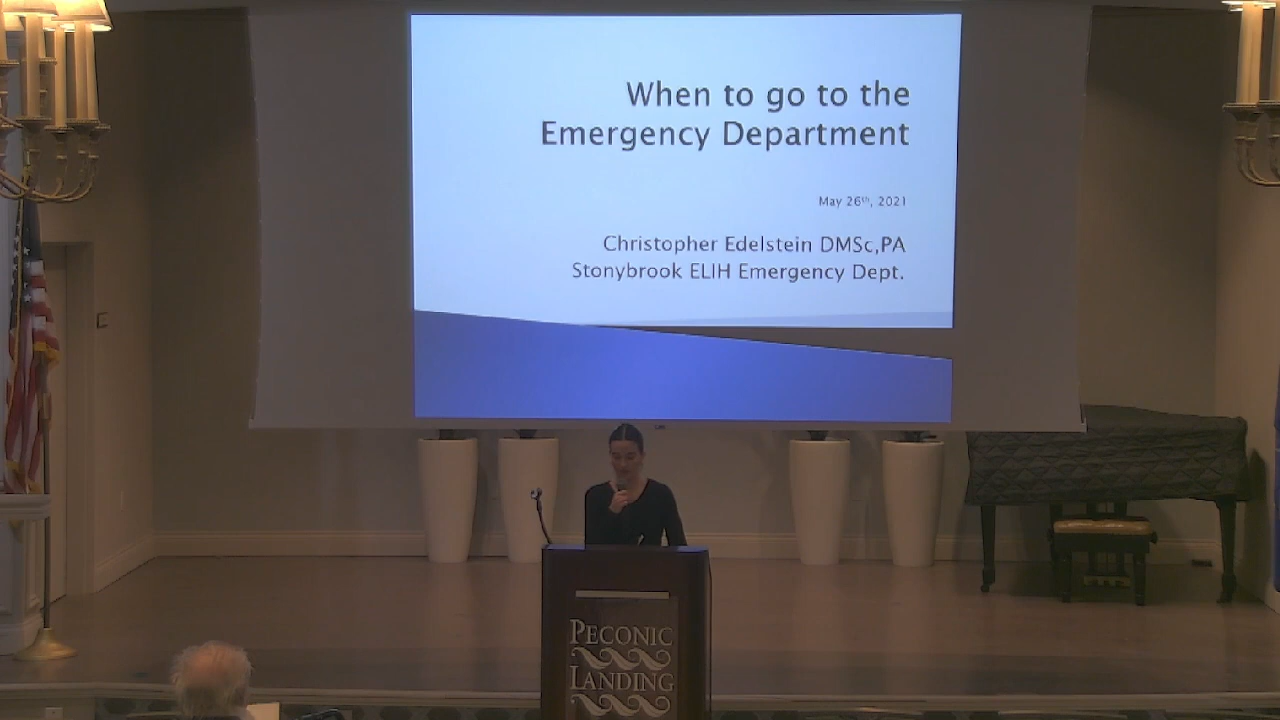 When to go to the
Emergency Department
May 26th, 2021
Christopher Edelstein DMSc,PA
Stonybrook ELIH Emergency Dept.
PECONIC
LANDING